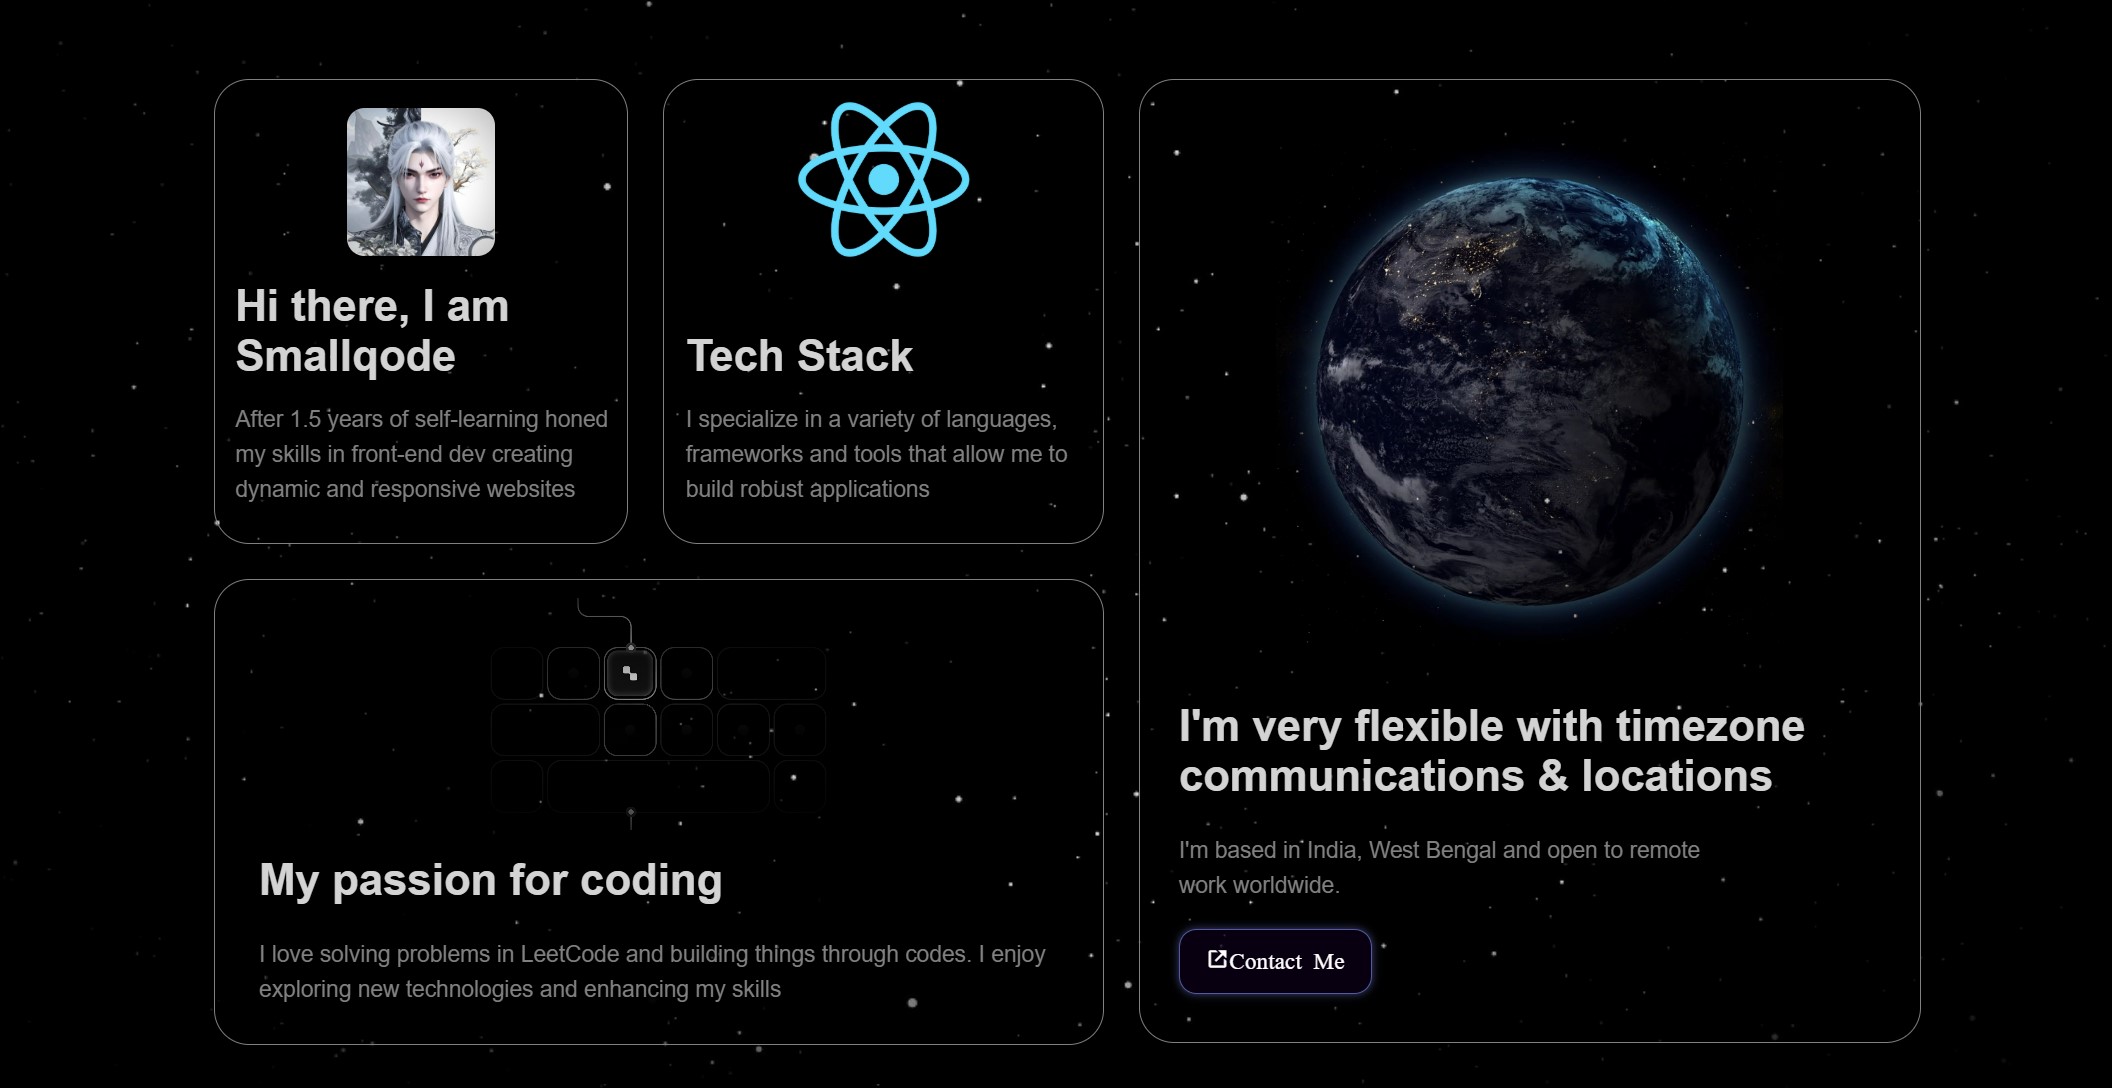 Hi there, I am
Smallqode
After 1.5 years of self-learning honed
my skills in front-end dev creating
dynamic and responsive websites
Tech Stack
I specialize in a variety of languages,
frameworks and tools that allow me to
build robust applications
My passion for coding
I love solving problems in LeetCode and building things through codes. I enjoy
exploring new technologies and enhancing my skills
I'm very flexible with timezone
communications & locations
I'm based in India, West Bengal and open to remote
work worldwide.
Contact Me